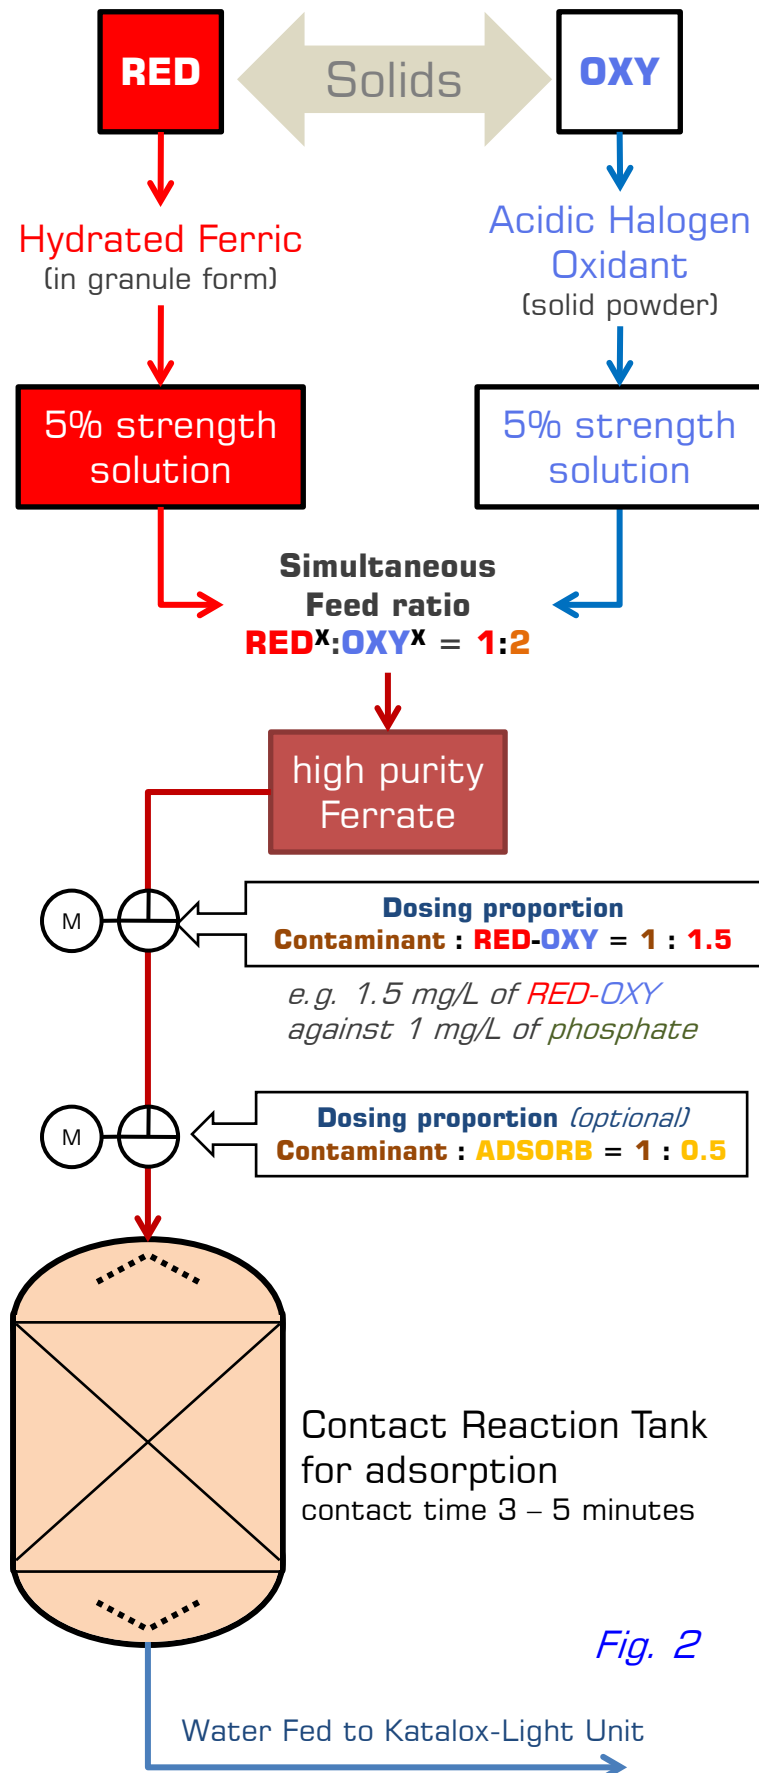 RED
Solids
OXY
Hydrated Ferric
(in granule form)
Acidic Halogen
Oxidant
(solid powder)
5% strength
solution
5% strength
solution
Simultaneous
Feed ratio
REDˣ:OXYˣ = 1:2
high purity
Ferrate
M
Dosing proportion
Contaminant : RED-OXY = 1 : 1.5
e.g. 1.5 mg/L of RED-OXY
against 1 mg/L of phosphate
M
Dosing proportion (optional)
Contaminant : ADSORB = 1 : 0.5
Contact Reaction Tank
for adsorption
contact time 3 – 5 minutes
Fig. 2
Water Fed to Katalox-Light Unit